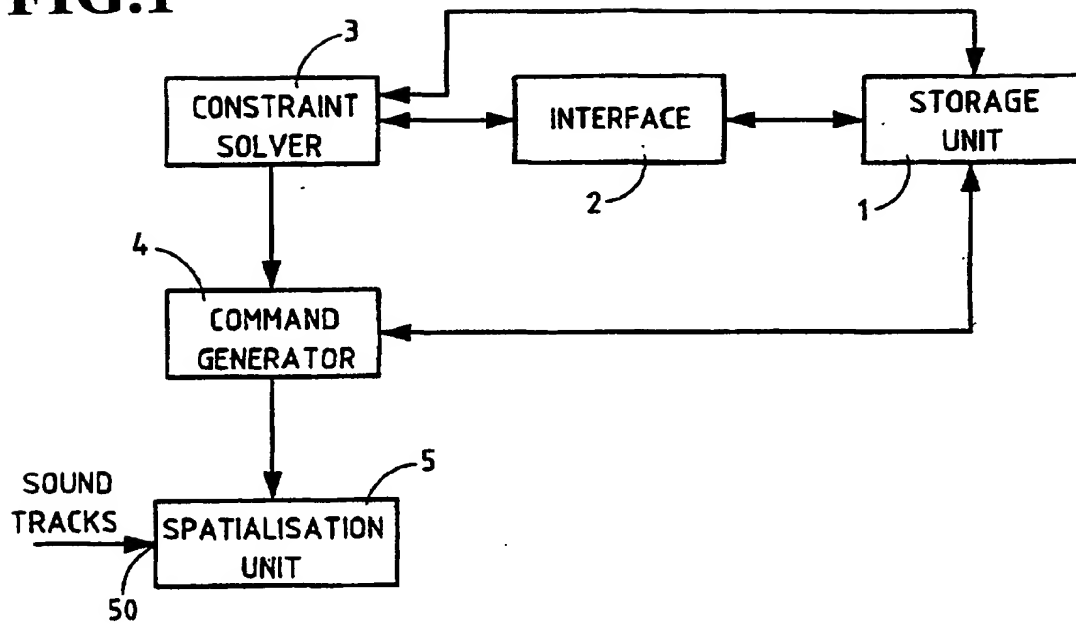 FIG.1
3
CONSTRAINT
SOLVER
INTERFACE
2
STORAGE
UNIT
1
4
COMMAND
GENERATOR
5
SOUND
TRACKS
SPATIALISATION
UNIT
50